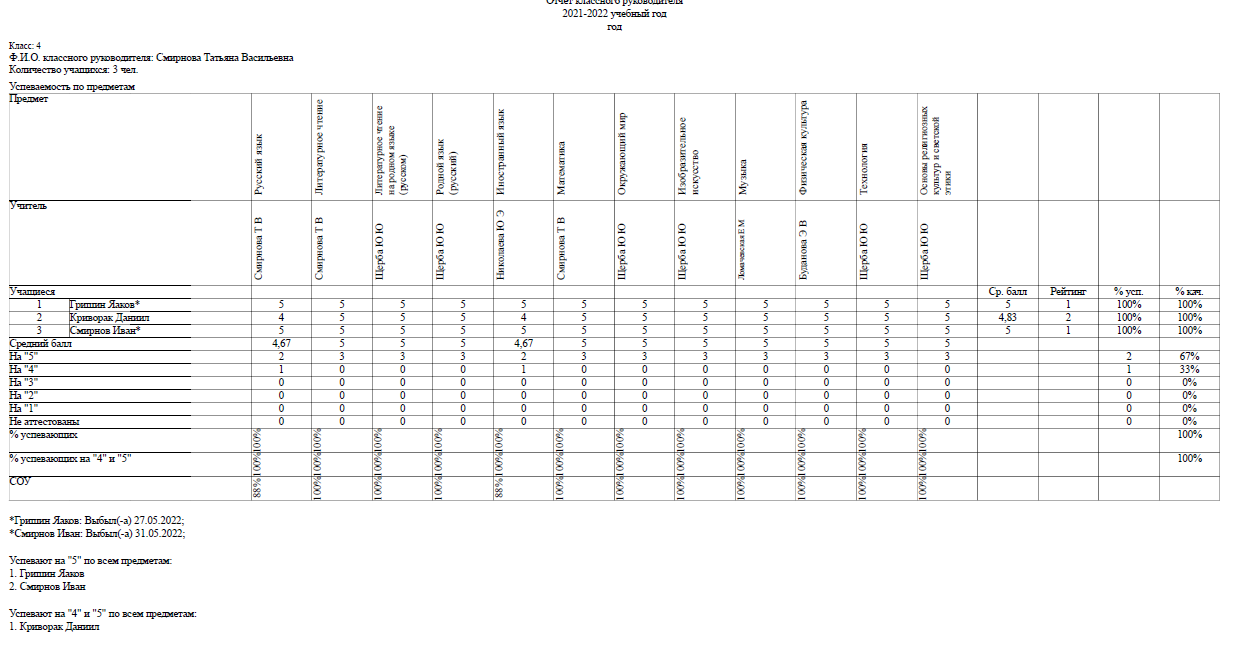 Отчет классного руководителя
2021-2022 учебный год
год
Класс: 4
Ф.И.О. классного руководителя: Смирнова Татьяна Васильевна
Количество учащихся: 3 чел.
Успеваемость по предметам
Предмет Русский язык Литературное чтение Литературное чтение на родном языке (русском) Родной язык (русский) Иностранный язык Математика Окружающий мир Изобразительное искусство Музыка Физическая культура Технология Основы религиозных культур и светской этики
Учитель Смирнова Т В Смирнова Т В Щерба Ю Ю Щерба Ю Ю Николаева Ю Э Смирнова Т В Щерба Ю Ю Щерба Ю Ю Е М Буданова Э В Щерба Ю Ю Щерба Ю Ю
Учащиеся Ср. балл Рейтинг % усп. % кач.
1 Гришин Яаков* 5 5 5 5 5 5 5 5 5 5 5 5 5 1 100% 100%
2 Криворак Даниил 4 5 5 5 4 5 5 5 5 5 5 5 4,83 2 100% 100%
3 Смирнов Иван* 5 5 5 5 5 5 5 5 5 5 5 5 5 1 100% 100%
Средний балл 4,67 5 5 5 4,67 5 5 5 5 5 5 5
На "5" 2 3 3 3 2 3 3 3 3 3 3 3 2 67%
На "4" 1 0 0 0 1 0 0 0 0 0 0 0 1 33%
На "3" 0 0 0 0 0 0 0 0 0 0 0 0 0 0%
На "2" 0 0 0 0 0 0 0 0 0 0 0 0 0 0%
На "1" 0 0 0 0 0 0 0 0 0 0 0 0 0 0%
Не аттестованы 0 0 0 0 0 0 0 0 0 0 0 0 0 0%
% успевающих 100% 100% 100% 100% 100% 100% 100% 100% 100% 100% 100% 100% 100%
% успевающих на "4" и "5" 100% 100% 100% 100% 100% 100% 100% 100% 100% 100% 100% 100% 100%
СОУ 88% 100% 100% 100% 88% 100% 100% 100% 100% 100% 100% 100%
*Гришин Яаков: Выбыл(-а) 27.05.2022;
*Смирнов Иван: Выбыл(-а) 31.05.2022;
Успевают на "5" по всем предметам:
1. Гришин Яаков
2. Смирнов Иван
Успевают на "4" и "5" по всем предметам:
1. Криворак Даниил